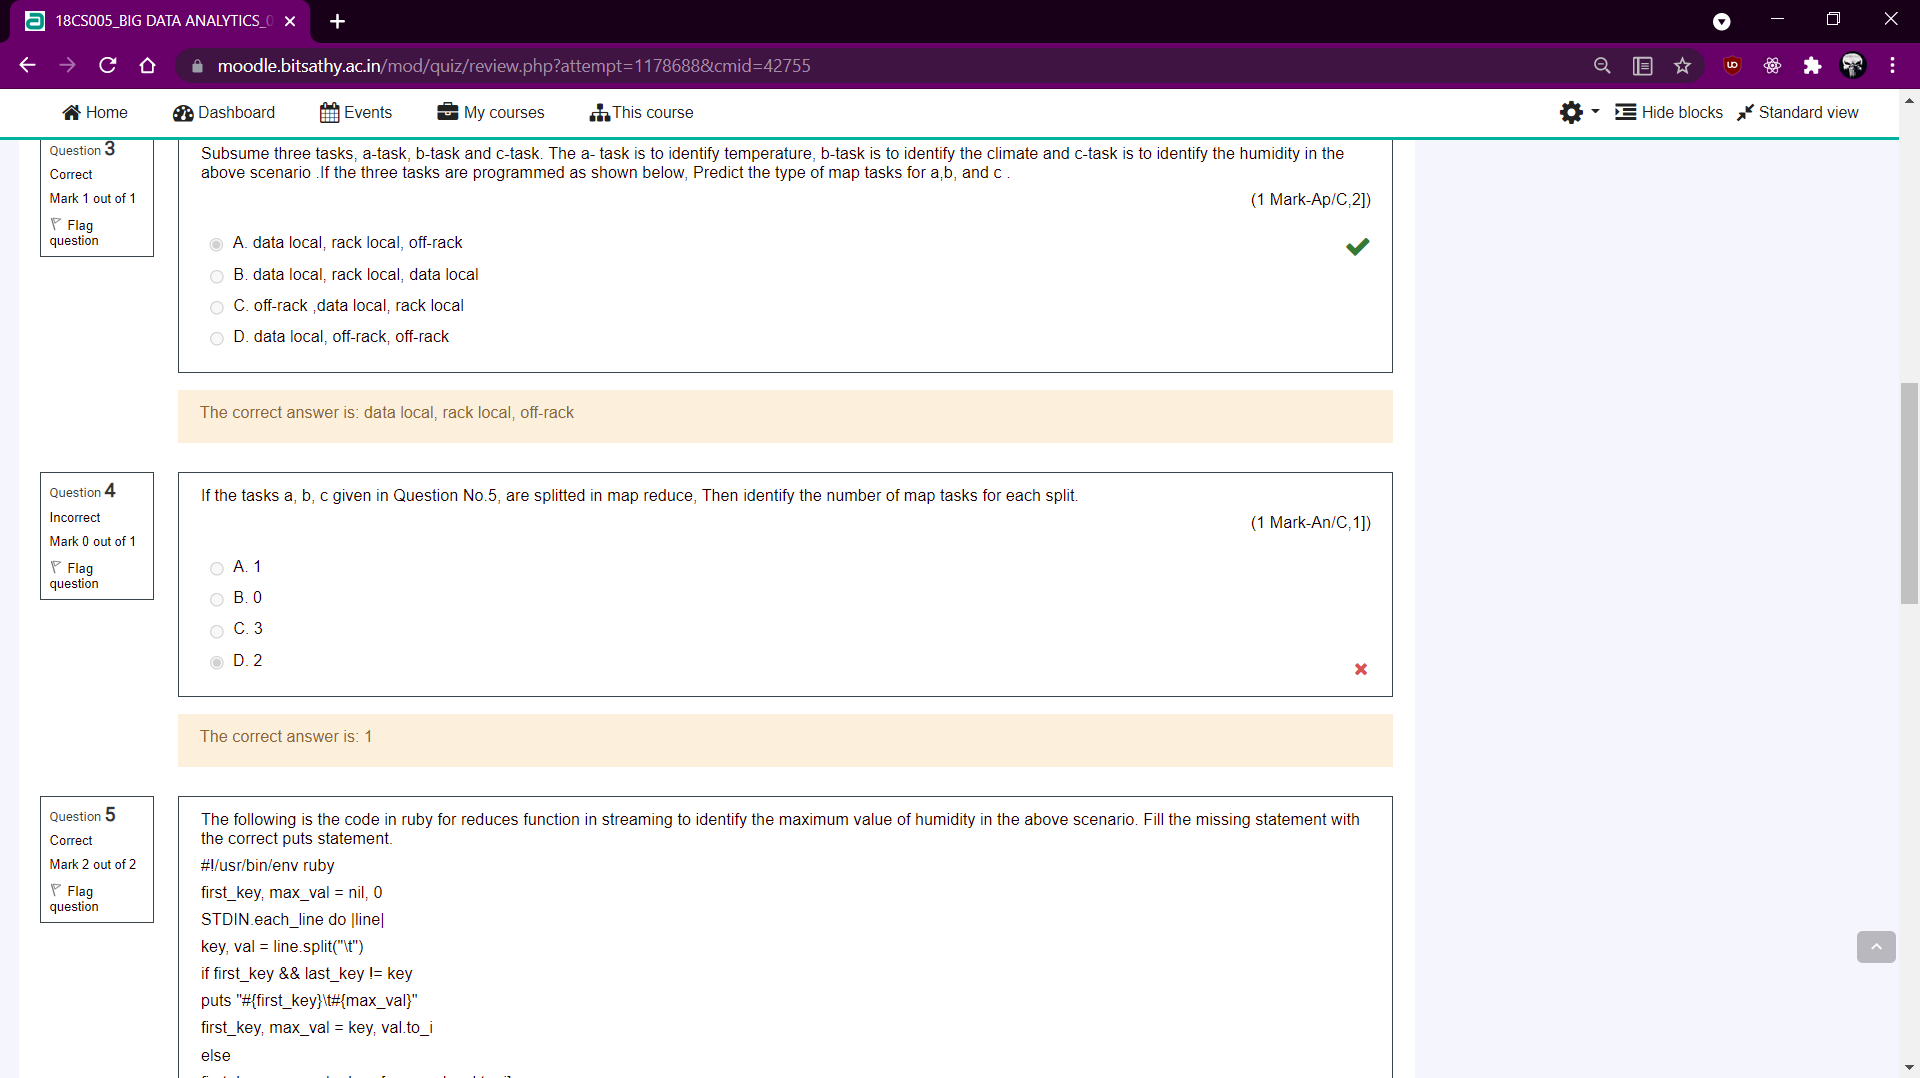 18CS005_BIG DATA ANALYTICS_
moodle.bitsathy.ac.in/mod/quiz/review.php?attempt=1178688&cmid=42755
Home Dashboard Events My courses This course Hide blocks Standard view
Question 3
Correct
Mark 1 out of 1
Flag question
Subsume three tasks, a-task, b-task and c-task. The a- task is to identify temperature, b-task is to identify the climate and c-task is to identify the humidity in the
above scenario .If the three tasks are programmed as shown below, Predict the type of map tasks for a,b, and c .
(1 Mark-Ap/C,2])
A. data local, rack local, off-rack
B. data local, rack local, data local
C. off-rack ,data local, rack local
D. data local, off-rack, off-rack
The correct answer is: data local, rack local, off-rack
Question 4
Incorrect
Mark 0 out of 1
Flag
question
If the tasks a, b, c given in Question No.5, are splitted in map reduce, Then identify the number of map tasks for each split.
(1 Mark-An/C,1])
A. 1
B. 0
C. 3
D. 2
The correct answer is: 1
Question 5
Correct
Mark 2 out of 2
Flag
question
The following is the code in ruby for reduces function in streaming to identify the maximum value of humidity in the above scenario. Fill the missing statement with
the correct puts statement.
#!/usr/bin/env ruby
first_key, max_val = nil, 0
STDIN.each_line do |line|
key, val = line.split("\t")
if first_key && last_key != key
puts "#{first_key}\t#{max_val}"
first_key, max_val = key, val.to_i
else